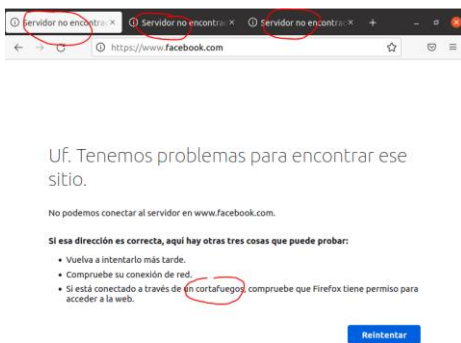 Servidor no encontrac Servidor no encontrac Servidor no encontrac
https://www.facebook.com
Uf. Tenemos problemas para encontrar ese
sitio.
No podemos conectar al servidor en www.facebook.com.
Si esa dirección es correcta, aquí hay otras tres cosas que puede probar:
• Vuelva a intentarlo más tarde.
• Compruebe su conexión de red.
• Si está conectado a través de un cortafuegos, compruebe que Firefox tiene permiso para
acceder a la web.
Reintentar